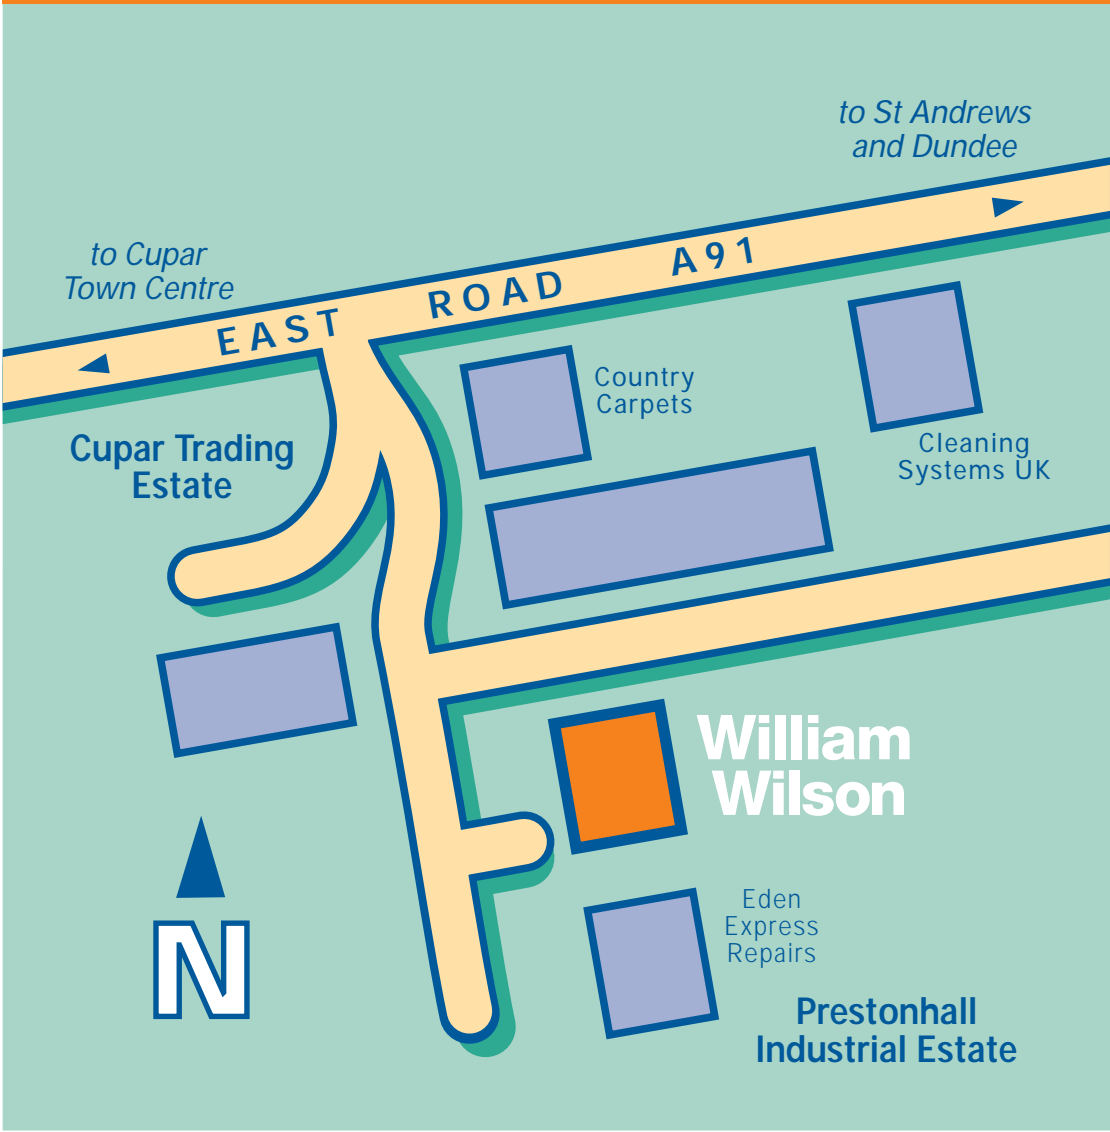 to St Andrews
and Dundee
to Cupar
Town Centre
EAST ROAD A91
Country
Carpets
Cleaning
Systems UK
Cupar Trading
Estate
William
Wilson
Eden
Express
Repairs
N
Prestonhall
Industrial Estate